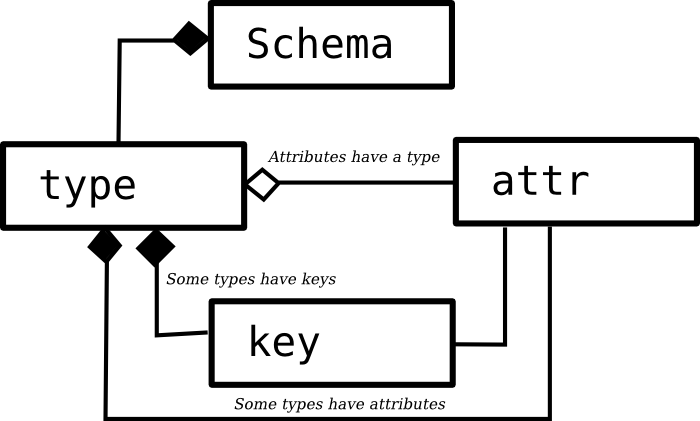 Schema
Attributes have a type
type
attr
Some types have keys
key
Some types have attributes